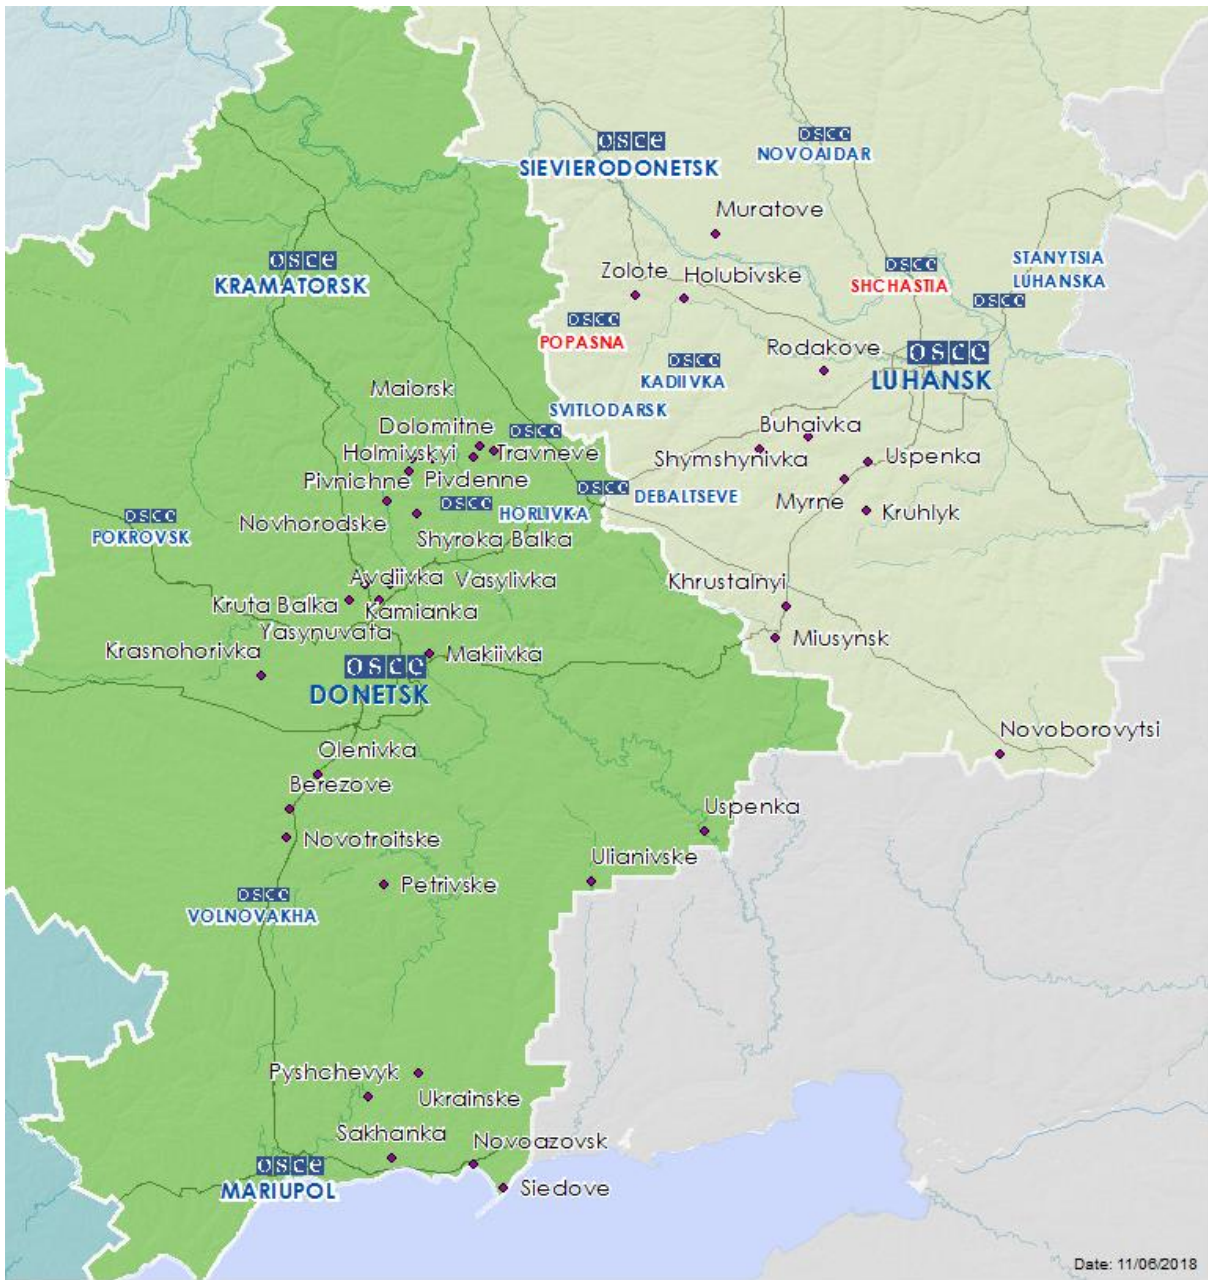 OSCE
SIEVIERODONETSK
OSCE
NOVOAIDAR
Muratove
OSCE
KRAMATORSK
Zolote
Holubivske
OSCE
SHCHASTIA
STANYTSIA
LUHANSKA
OSCE
OSCE
POPASNA
OSCE
KADIIVKA
Rodakove
OSCE
LUHANSK
Maiorsk
SVITLODARSK
OSCE
Dolomitne
Holmivskyi
Travneve
Buhaivka
Shymshynivka
Uspenka
Pivnichne
Pivdenne
OSCE
DEBALTSEVE
Myrne
Kruhlyk
OSCE
POKROVSK
Novhorodske
OSCE
HORLIVKA
Shyroka Balka
Avdiivka
Vasylivka
Khrustalnyi
Kruta Balka
Kamianka
Yasynuvata
Krasnohorivka
Makiivka
Miusynsk
OSCE
DONETSK
Novoborovytsi
Olenivka
Berezove
Uspenka
Novotroitske
Ulianivske
Petrivske
OSCE
VOLNOVAKHA
Pyshchevyk
Ukrainske
Sakhanka
Novoazovsk
OSCE
MARIUPOL
Siedove
Date: 11/06/2018